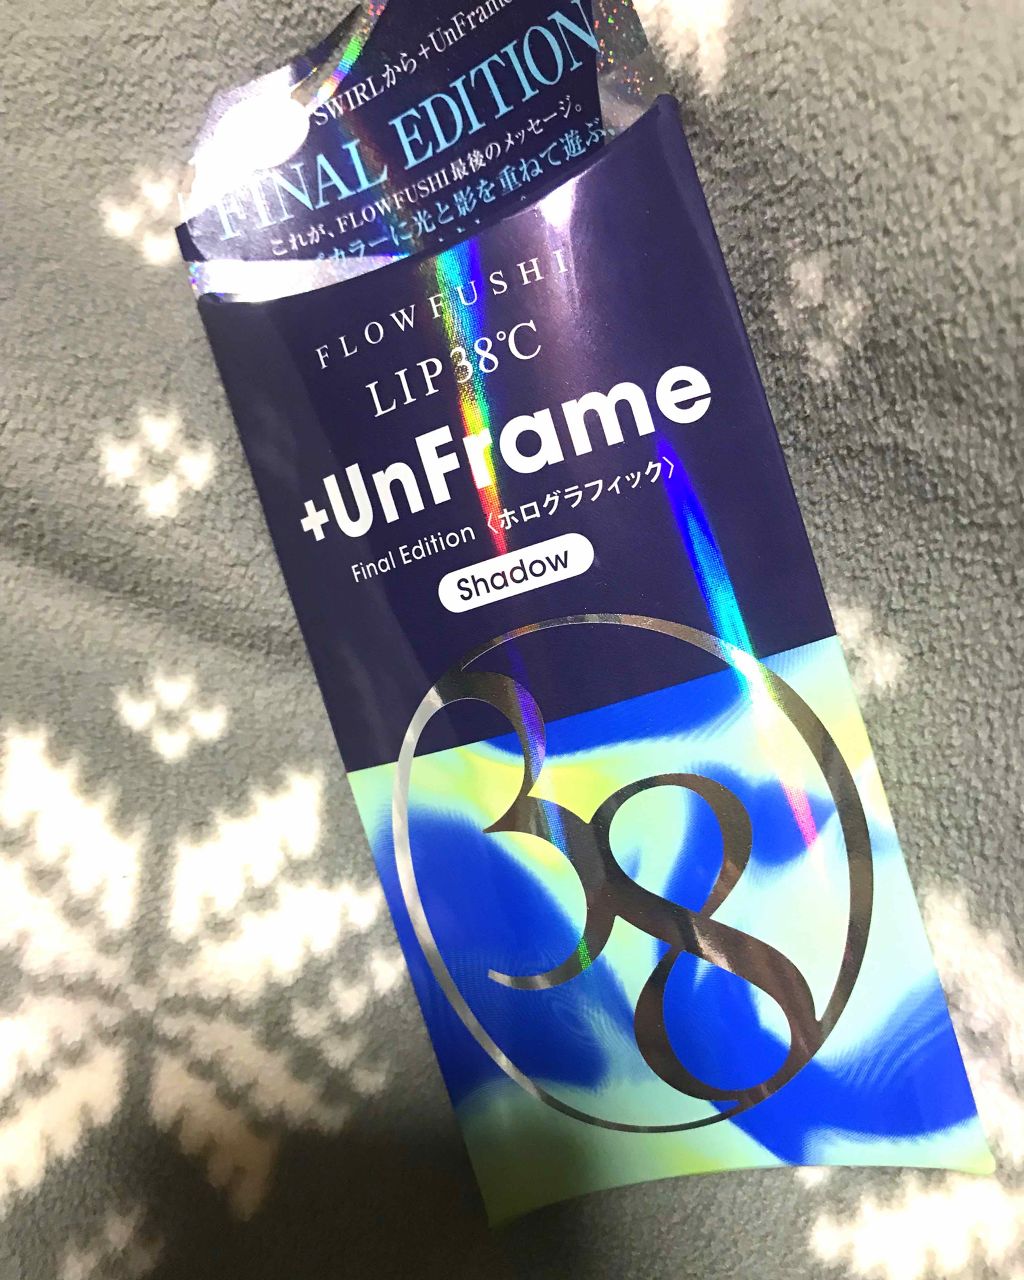 SWIRLから+UnFrame
FINAL EDITION
これが、FLOWFUSHI最後のメッセージ。
カラーに光と影を重ねて遊ぶ、
FLOWFUSHI
LIP38℃
+UnFrame
Final Edition〈ホログラフィック〉
Shadow
38